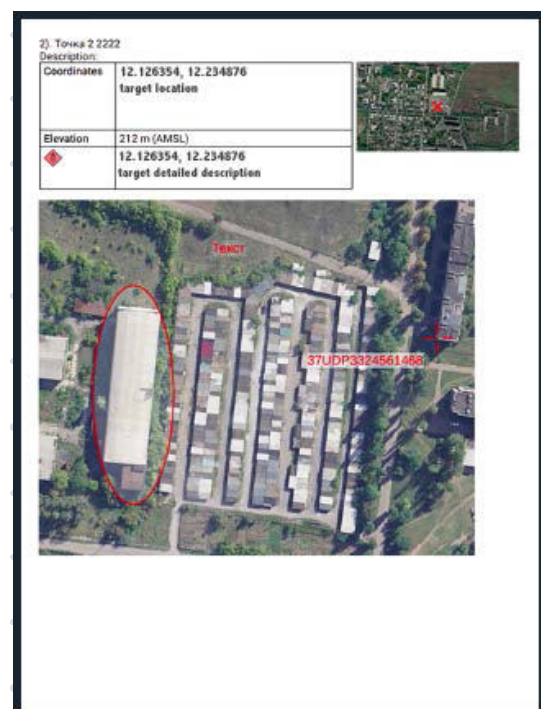 2). Точка 2 2222
Description:
Coordinates
12.126354, 12.234876
target location
Elevation
212 m (AMSL)
12.126354, 12.234876
target detailed description
Текст
37UDP3324561468